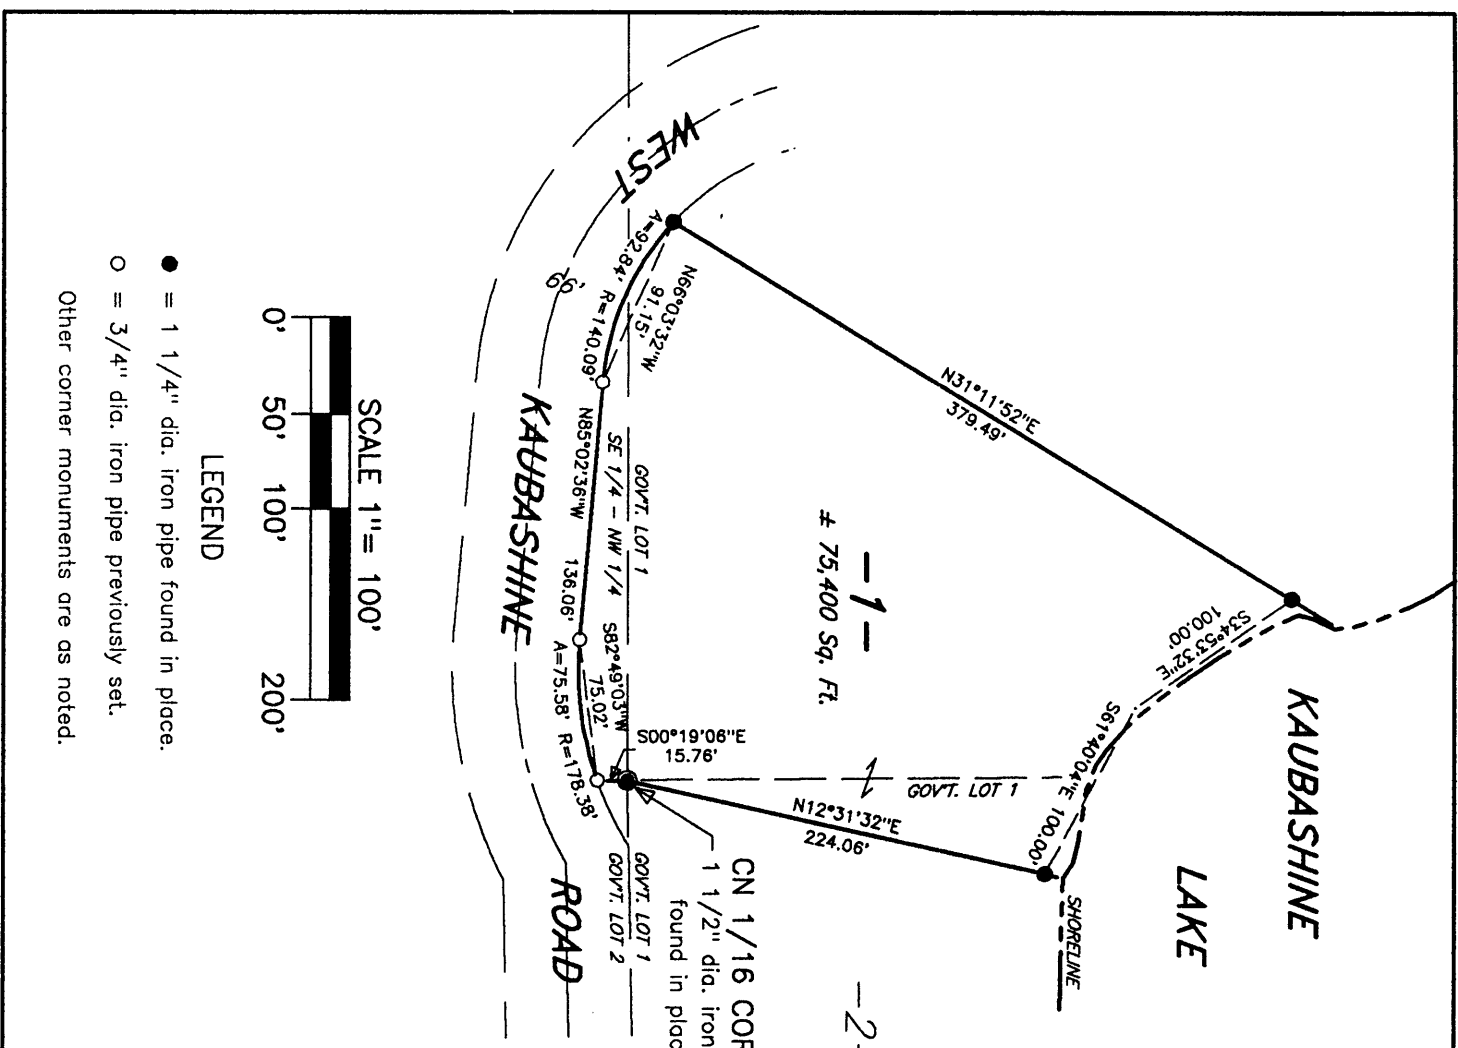 WEST
KAUBASHINE
ROAD
66'
A=92.84' R=140.09'
N66°03'32"W
91.15'
N85°02'36"W 136.06'
GOV'T. LOT 1
SE 1/4 - NW 1/4
S82°49'03"W
75.02'
A=75.58' R=178.38'
S00°19'06"E
15.76'
N31°11'52"E
379.49'
- 1 -
± 75,400 Sq. Ft.
S34°53'32"E
100.00'
S61°40'04"E 100.00'
GOV'T. LOT 1
N12°31'32"E
224.06'
KAUBASHINE
LAKE
SHORELINE
GOV'T. LOT 1
GOV'T. LOT 2
CN 1/16 COR
1 1/2" dia. iron
found in plac
-2-
SCALE 1"= 100'
0' 50' 100' 200'
LEGEND
● = 1 1/4" dia. iron pipe found in place.
○ = 3/4" dia. iron pipe previously set.
Other corner monuments are as noted.